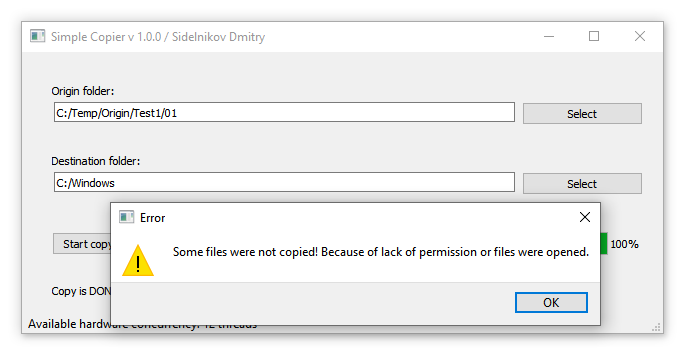 Simple Copier v 1.0.0 / Sidelnikov Dmitry
Origin folder:
C:/Temp/Origin/Test1/01
Select
Destination folder:
C:/Windows
Select
Error
Start copy
100%
Some files were not copied! Because of lack of permission or files were opened.
OK
Copy is DON
Available hardware concurrency: 12 threads